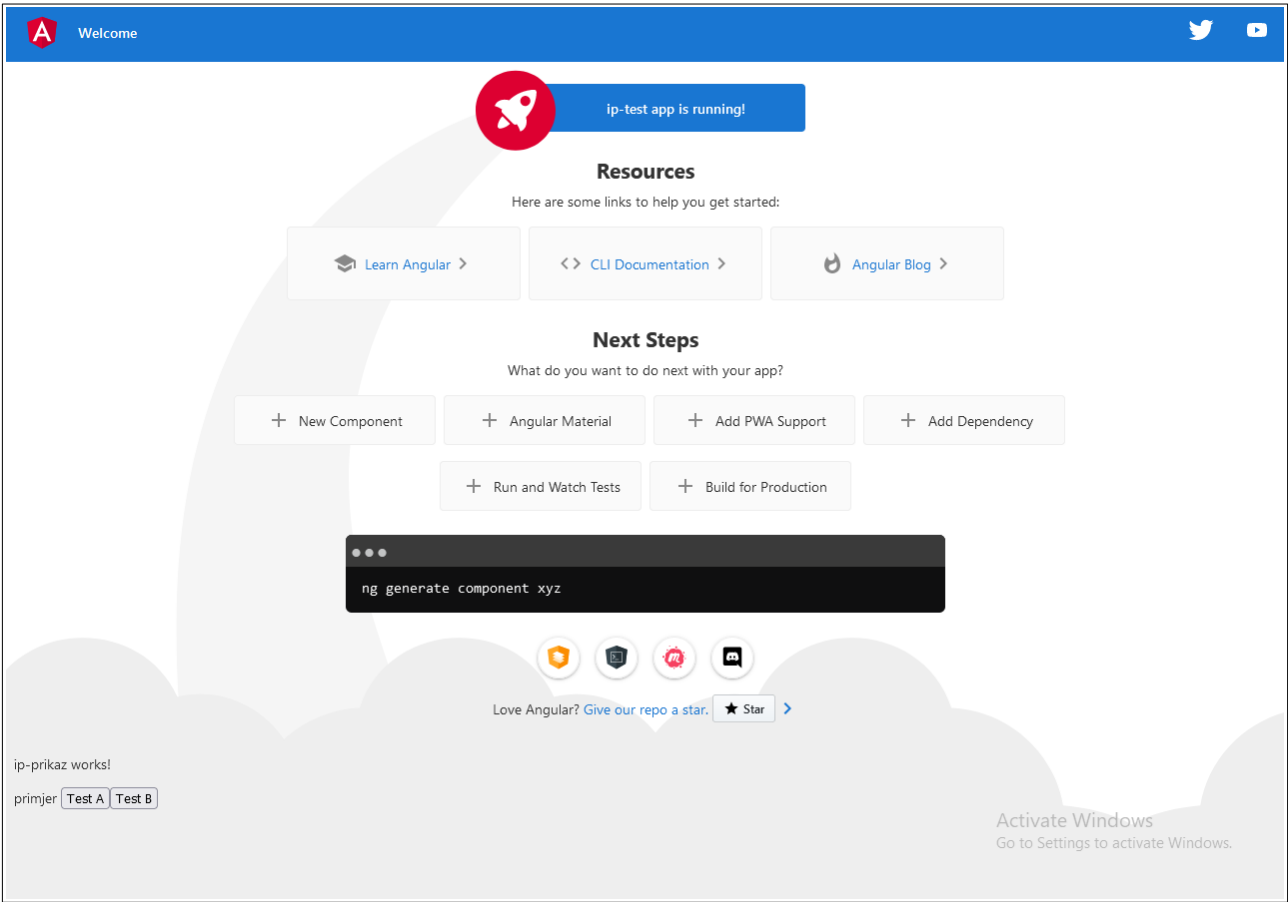 Welcome
ip-test app is running!
Resources
Here are some links to help you get started:
Learn Angular
CLI Documentation
Angular Blog
Next Steps
What do you want to do next with your app?
New Component
Angular Material
Add PWA Support
Add Dependency
Run and Watch Tests
Build for Production
ng generate component xyz
Love Angular? Give our repo a star. Star
ip-prikaz works!
primjer Test A Test B
Activate Windows
Go to Settings to activate Windows.